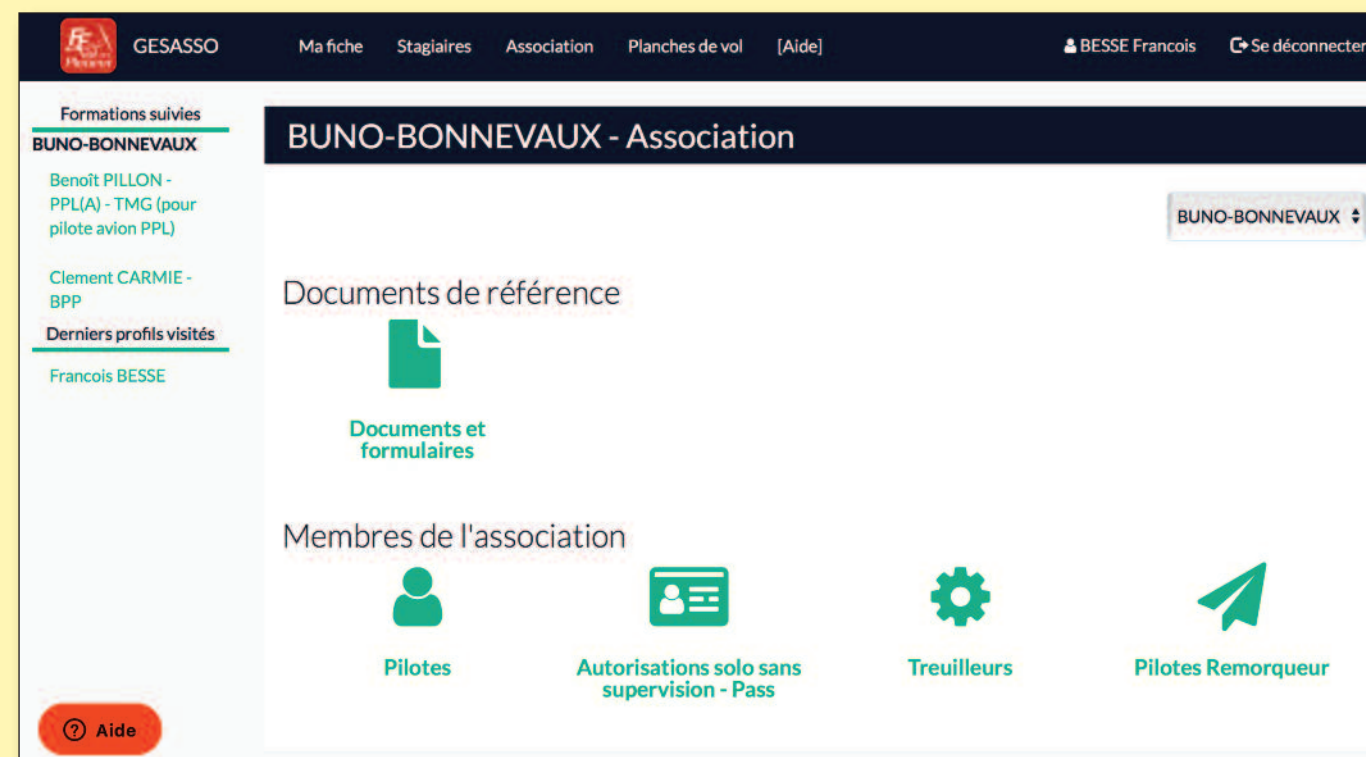 GESASSO
Ma fiche
Stagiaires
Association
Planches de vol
[Aide]
BESSE Francois
Se déconnecter
Formations suivies
BUNO-BONNEVAUX
Benoît PILLON -
PPL(A) - TMG (pour
pilote avion PPL)
Clement CARMIE -
BPP
Derniers profils visités
Francois BESSE
BUNO-BONNEVAUX - Association
BUNO-BONNEVAUX
Documents de référence
Documents et
formulaires
Membres de l'association
Pilotes
Autorisations solo sans
supervision - Pass
Treuilleurs
Pilotes Remorqueur
? Aide